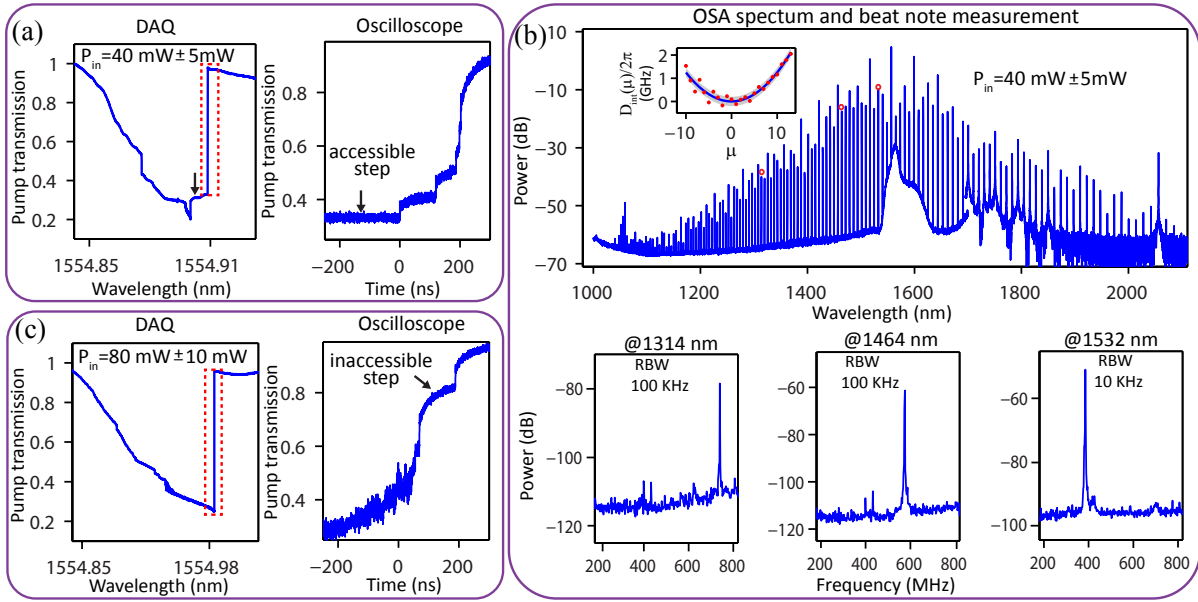 (a)
DAQ
P_in=40 mW±5mW
Pump transmission
1
0.8
0.6
0.4
0.2
1554.85
1554.91
Wavelength (nm)
Oscilloscope
accessible
step
Pump transmission
0.8
0.6
0.4
−200
0
200
Time (ns)
(b)
OSA spectrum and beat note measurement
P_in=40 mW ±5mW
Power (dB)
10
−10
−30
−50
−70
D_int(μ)/2π
(GHz)
2
1
0
−10
0
10
μ
1000
1200
1400
1600
1800
2000
Wavelength (nm)
(c)
DAQ
P_in=80 mW ±10 mW
Pump transmission
1
0.8
0.6
0.4
0.2
1554.85
1554.98
Wavelength (nm)
Oscilloscope
inaccessible
step
Pump transmission
0.8
0.6
0.4
−200
0
200
Time (ns)
@1314 nm
RBW
100 KHz
Power (dB)
−80
−100
−120
200
400
600
800
@1464 nm
RBW
100 KHz
−60
−80
−100
−120
200
400
600
800
@1532 nm
RBW
10 KHz
−60
−80
−100
200
400
600
800
Frequency (MHz)